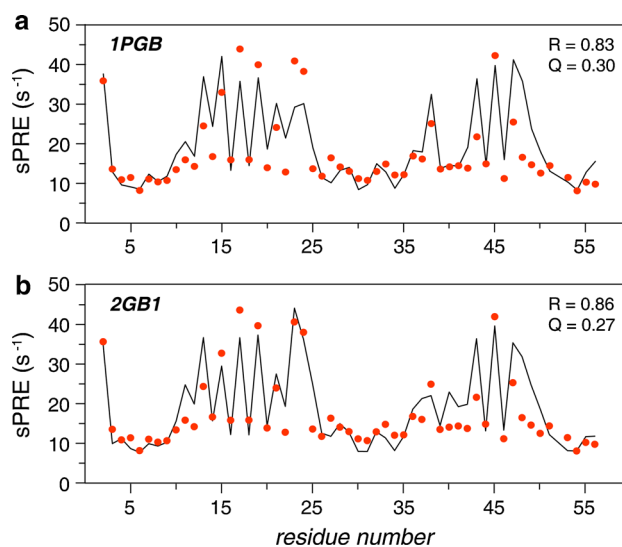 a
1PGB
R = 0.83
Q = 0.30
sPRE (s⁻¹)
50
40
30
20
10
0
5 15 25 35 45 55
b
2GB1
R = 0.86
Q = 0.27
sPRE (s⁻¹)
50
40
30
20
10
0
5 15 25 35 45 55
residue number